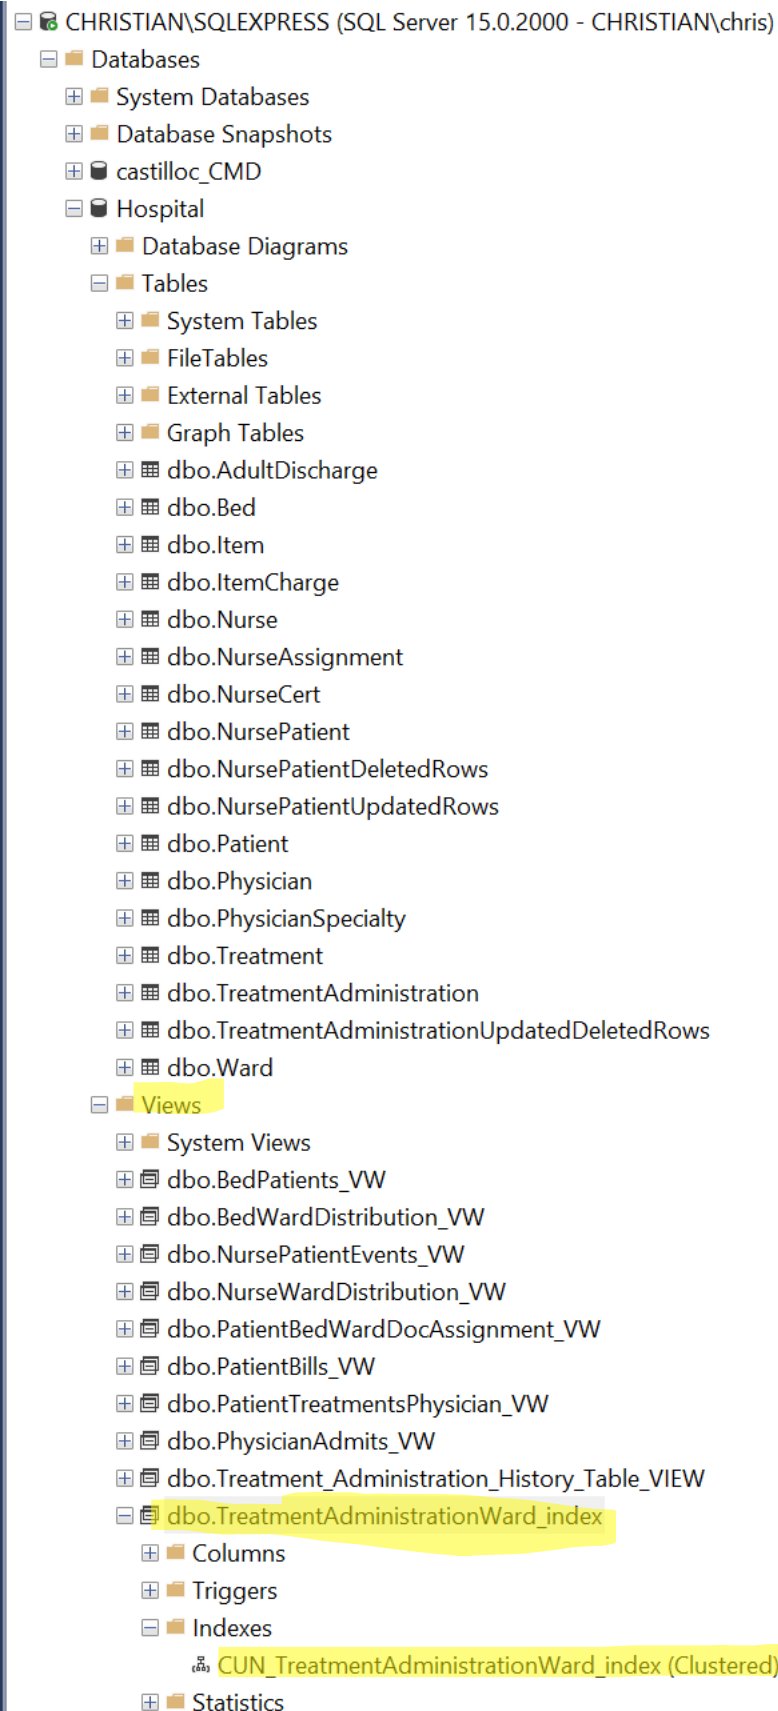 CHRISTIAN\SQLEXPRESS (SQL Server 15.0.2000 - CHRISTIAN\chris)
Databases
System Databases
Database Snapshots
castilloc_CMD
Hospital
Database Diagrams
Tables
System Tables
FileTables
External Tables
Graph Tables
dbo.AdultDischarge
dbo.Bed
dbo.Item
dbo.ItemCharge
dbo.Nurse
dbo.NurseAssignment
dbo.NurseCert
dbo.NursePatient
dbo.NursePatientDeletedRows
dbo.NursePatientUpdatedRows
dbo.Patient
dbo.Physician
dbo.PhysicianSpecialty
dbo.Treatment
dbo.TreatmentAdministration
dbo.TreatmentAdministrationUpdatedDeletedRows
dbo.Ward
Views
System Views
dbo.BedPatients_VW
dbo.BedWardDistribution_VW
dbo.NursePatientEvents_VW
dbo.NurseWardDistribution_VW
dbo.PatientBedWardDocAssignment_VW
dbo.PatientBills_VW
dbo.PatientTreatmentsPhysician_VW
dbo.PhysicianAdmits_VW
dbo.Treatment_Administration_History_Table_VIEW
dbo.TreatmentAdministrationWard_index
Columns
Triggers
Indexes
CUN_TreatmentAdministrationWard_index (Clustered)
Statistics